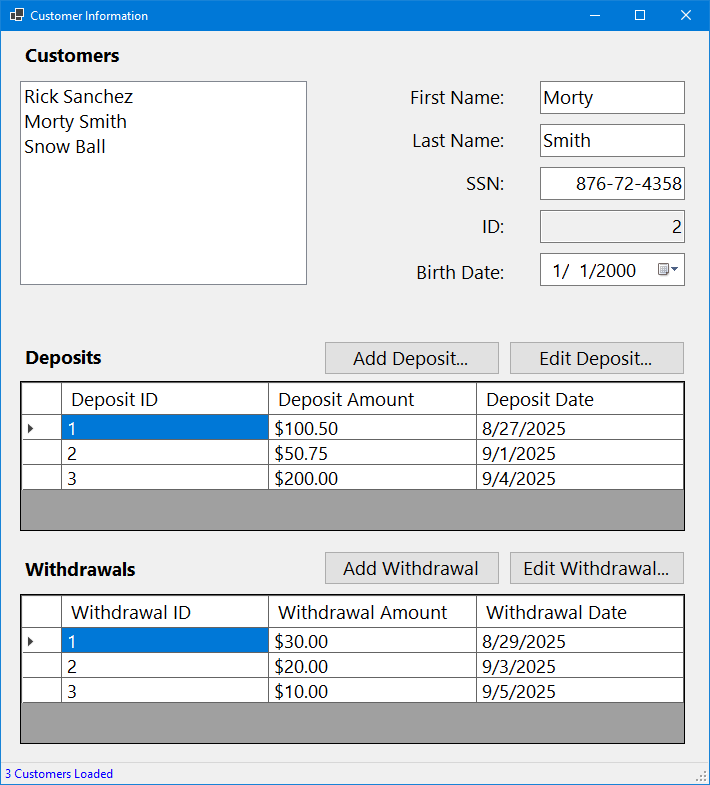 Customer Information
Customers
Rick Sanchez
Morty Smith
Snow Ball
First Name: Morty
Last Name: Smith
SSN: 876-72-4358
ID: 2
Birth Date: 1/ 1/2000
Deposits Add Deposit... Edit Deposit...
Deposit ID Deposit Amount Deposit Date
1 $100.50 8/27/2025
2 $50.75 9/1/2025
3 $200.00 9/4/2025
Withdrawals Add Withdrawal Edit Withdrawal...
Withdrawal ID Withdrawal Amount Withdrawal Date
1 $30.00 8/29/2025
2 $20.00 9/3/2025
3 $10.00 9/5/2025
3 Customers Loaded